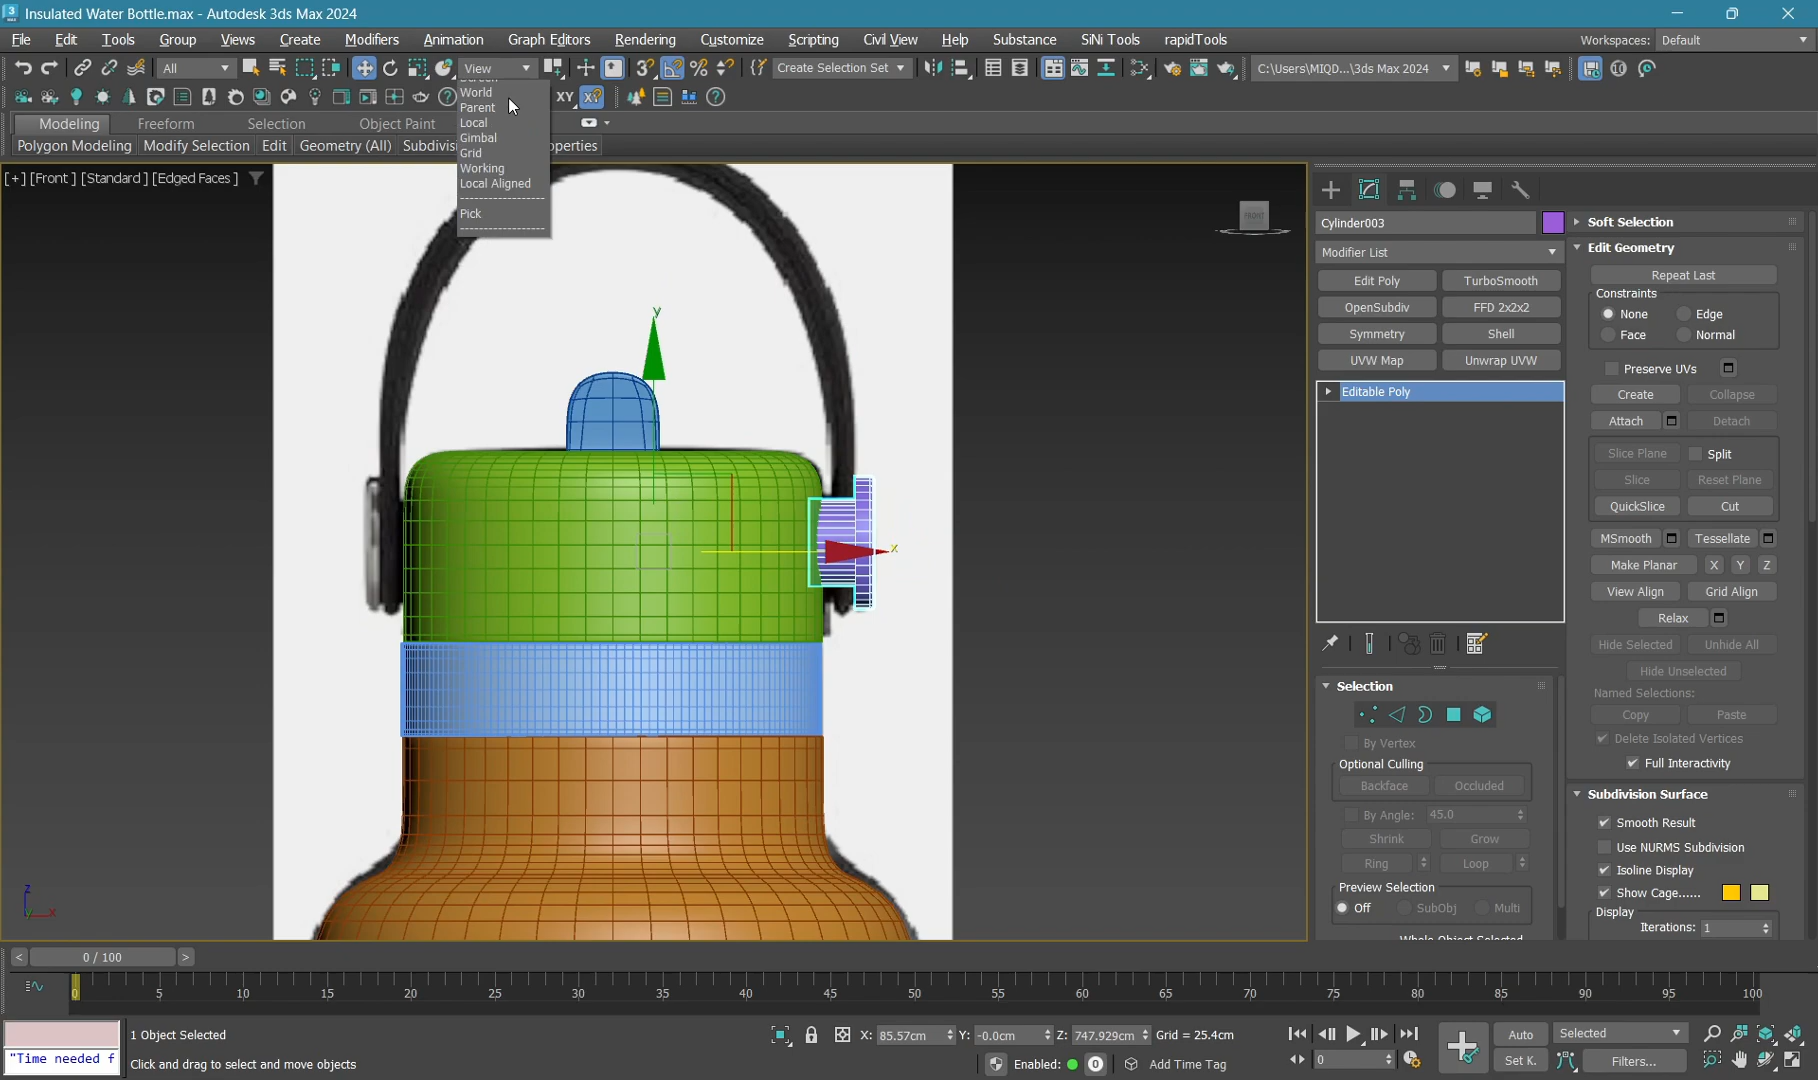 Insulated Water Bottle.max - Autodesk 3ds Max 2024
File Edit Tools Group Views Create Modifiers Animation Graph Editors Rendering Customize Scripting Civil View Help Substance SiNi Tools rapidTools Workspaces: Default
All View Create Selection Set C:\Users\MIQD...\3ds Max 2024
World
Parent
Local
Gimbal
Grid
Working
Local Aligned
Pick
XY
Modeling Freeform Selection Object Paint
Polygon Modeling Modify Selection Edit Geometry (All) Subdivis operties
[+] [Front ] [Standard ] [Edged Faces ]
FRONT
y
x
z
x
Cylinder003
Modifier List
Edit Poly TurboSmooth
OpenSubdiv FFD 2x2x2
Symmetry Shell
UVW Map Unwrap UVW
Editable Poly
Selection
By Vertex
Optional Culling
Backface Occluded
By Angle: 45.0
Shrink Grow
Ring Loop
Preview Selection
Off SubObj Multi
Whole Object Selected
Soft Selection
Edit Geometry
Repeat Last
Constraints
None Edge
Face Normal
Preserve UVs
Create Collapse
Attach Detach
Slice Plane Split
Slice Reset Plane
QuickSlice Cut
MSmooth Tessellate
Make Planar X Y Z
View Align Grid Align
Relax
Hide Selected Unhide All
Hide Unselected
Named Selections:
Copy Paste
Delete Isolated Vertices
Full Interactivity
Subdivision Surface
Smooth Result
Use NURMS Subdivision
Isoline Display
Show Cage......
Display
Iterations: 1
< 0 / 100 >
0 5 10 15 20 25 30 35 40 45 50 55 60 65 70 75 80 85 90 95 100
"Time needed f
1 Object Selected
Click and drag to select and move objects
X: 85.57cm Y: -0.0cm Z: 747.929cm Grid = 25.4cm
Enabled: 0 Add Time Tag
0
Auto Selected
Set K. Filters...